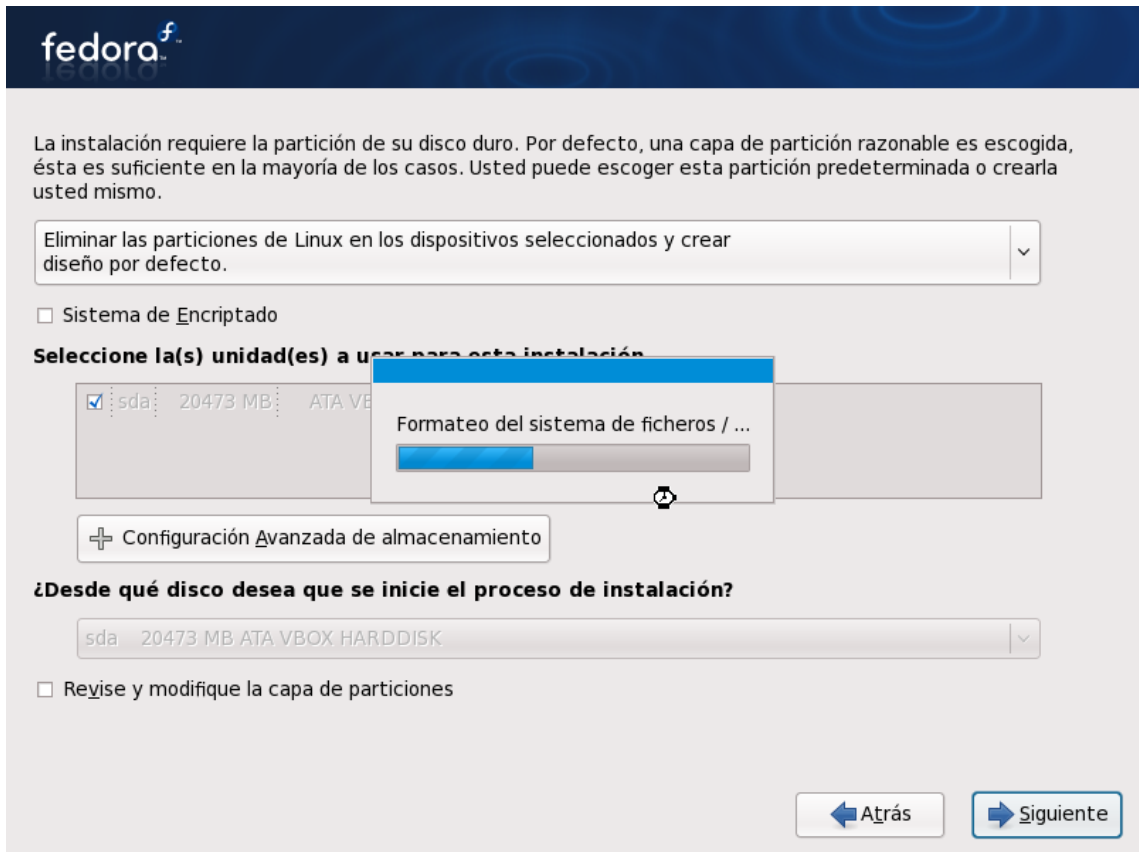 fedora
La instalación requiere la partición de su disco duro. Por defecto, una capa de partición razonable es escogida,
ésta es suficiente en la mayoría de los casos. Usted puede escoger esta partición predeterminada o crearla
usted mismo.
Eliminar las particiones de Linux en los dispositivos seleccionados y crear
diseño por defecto.
Sistema de Encriptado
Seleccione la(s) unidad(es) a usar para esta instalación
sda 20473 MB ATA VB
Formateo del sistema de ficheros / ...
Configuración Avanzada de almacenamiento
¿Desde qué disco desea que se inicie el proceso de instalación?
sda 20473 MB ATA VBOX HARDDISK
Revise y modifique la capa de particiones
Atrás
Siguiente